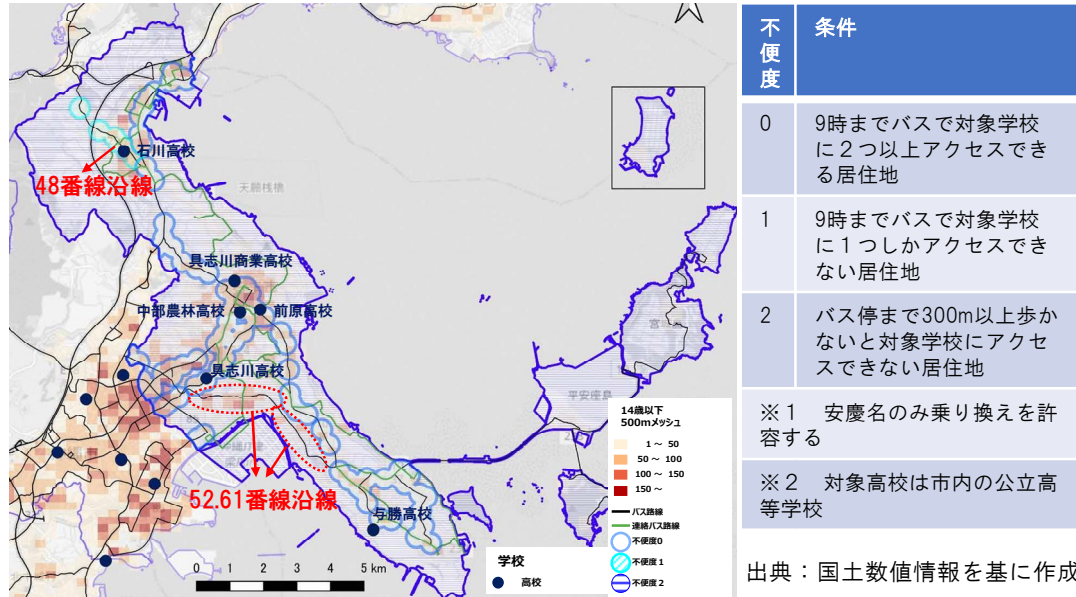 石川高校
48番線沿線
天願桟橋
具志川商業高校
中部農林高校
前原高校
具志川高校
52.61番線沿線
与勝高校
平安座島
宮
0 1 2 3 4 5 km
学校
高校
14歳以下
500mメッシュ
1 ～ 50
50 ～ 100
100 ～ 150
150 ～
バス路線
連絡バス路線
不便度0
不便度1
不便度2
不便度
条件
0
9時までバスで対象学校
に２つ以上アクセスでき
る居住地
1
9時までバスで対象学校
に１つしかアクセスでき
ない居住地
2
バス停まで300m以上歩か
ないと対象学校にアクセ
スできない居住地
※１　安慶名のみ乗り換えを許
容する
※２　対象高校は市内の公立高
等学校
出典：国土数値情報を基に作成